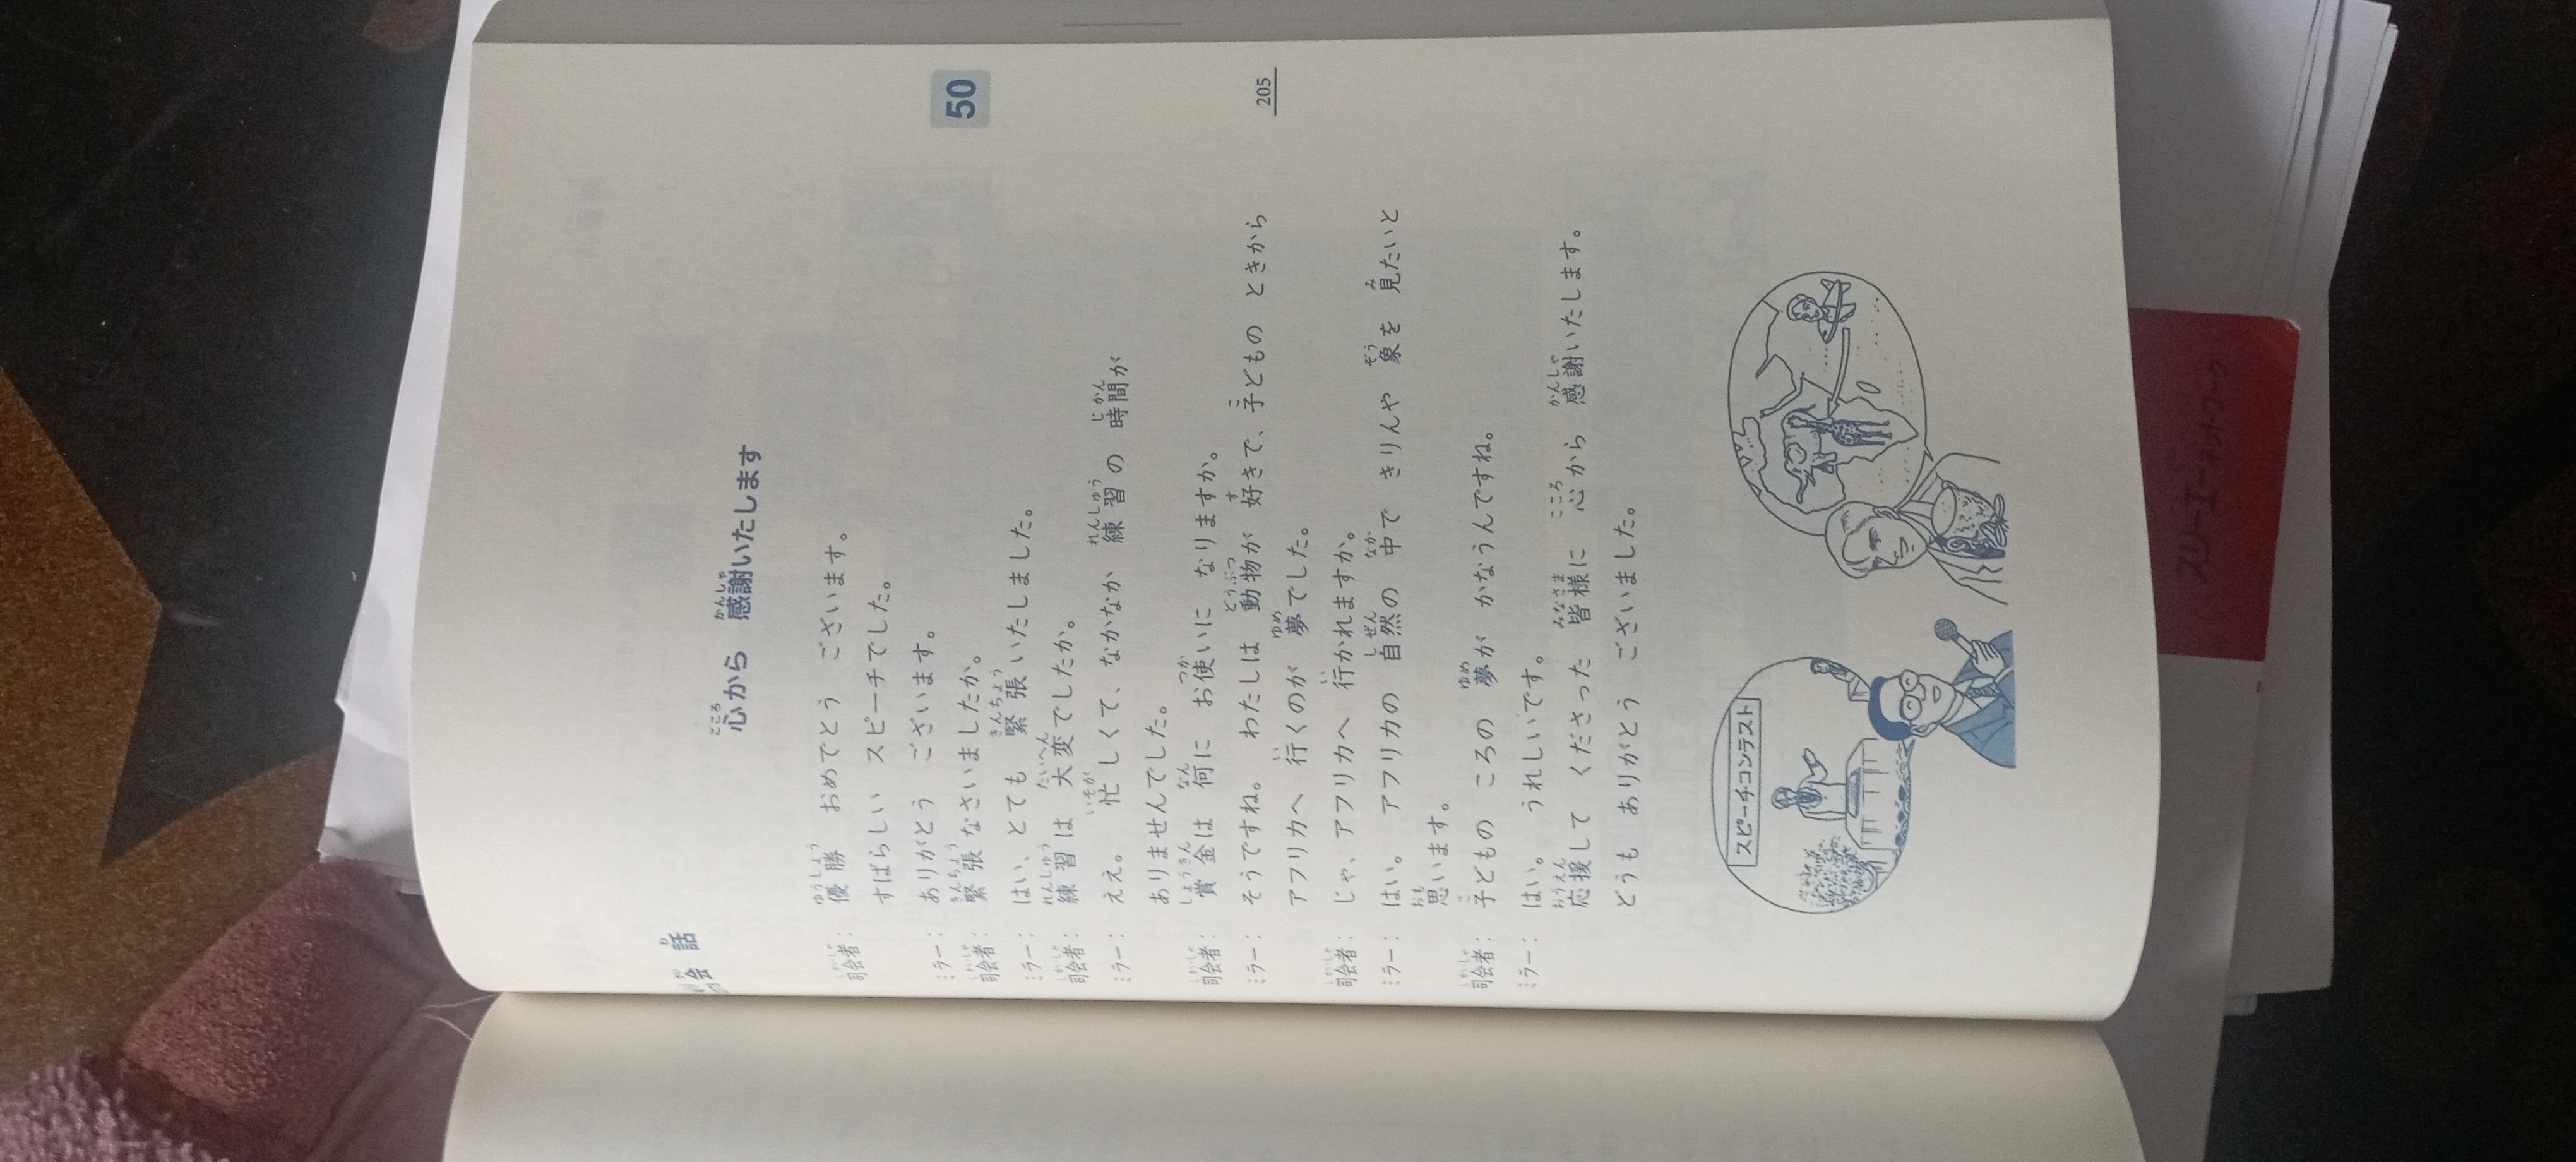 会話
心から 感謝いたします
司会者： 優勝 おめでとう ございます。
すばらしい スピーチでした。
ミラー： ありがとう ございます。
司会者： 緊張なさいましたか。
ミラー： はい、とても 緊張いたしました。
司会者： 練習は 大変でしたか。
ミラー： ええ。 忙しくて、なかなか 練習の 時間が
ありませんでした。
司会者： 賞金は 何に お使いに なりますか。
ミラー： そうですね。 わたしは 動物が 好きで、子どもの ときから
アフリカへ 行くのが 夢でした。
司会者： じゃ、アフリカへ 行かれますか。
ミラー： はい。 アフリカの 自然の 中で きりんや 象を 見たいと
思います。
司会者： 子どもの ころの 夢が かなうんですね。
ミラー： はい。 うれしいです。
応援して くださった 皆様に 心から 感謝いたします。
どうも ありがとう ございました。
スピーチコンテスト
50
205
スリーエーネットワーク